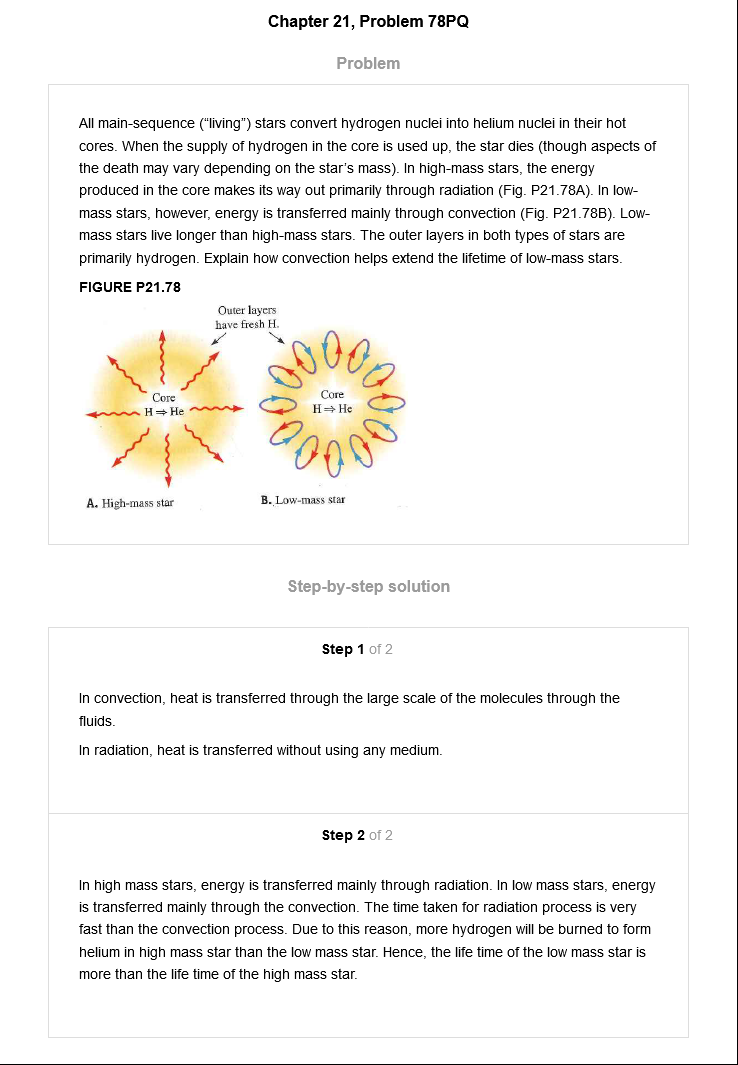 Chapter 21, Problem 78PQ
Problem
All main-sequence (“living”) stars convert hydrogen nuclei into helium nuclei in their hot
cores. When the supply of hydrogen in the core is used up, the star dies (though aspects of
the death may vary depending on the star’s mass). In high-mass stars, the energy
produced in the core makes its way out primarily through radiation (Fig. P21.78A). In low-
mass stars, however, energy is transferred mainly through convection (Fig. P21.78B). Low-
mass stars live longer than high-mass stars. The outer layers in both types of stars are
primarily hydrogen. Explain how convection helps extend the lifetime of low-mass stars.
FIGURE P21.78
Outer layers
have fresh H.
Core
H⇒He
Core
H⇒He
A. High-mass star
B. Low-mass star
Step-by-step solution
Step 1 of 2
In convection, heat is transferred through the large scale of the molecules through the
fluids.
In radiation, heat is transferred without using any medium.
Step 2 of 2
In high mass stars, energy is transferred mainly through radiation. In low mass stars, energy
is transferred mainly through the convection. The time taken for radiation process is very
fast than the convection process. Due to this reason, more hydrogen will be burned to form
helium in high mass star than the low mass star. Hence, the life time of the low mass star is
more than the life time of the high mass star.